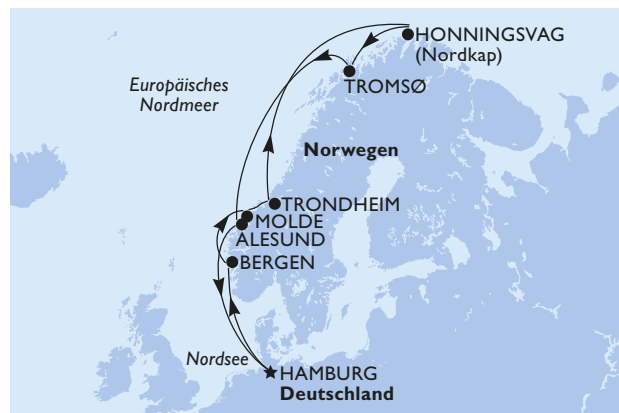 HONNINGSVAG
(Nordkap)
TROMSØ
Europäisches
Nordmeer
Norwegen
TRONDHEIM
MOLDE
ALESUND
BERGEN
Nordsee
HAMBURG
Deutschland